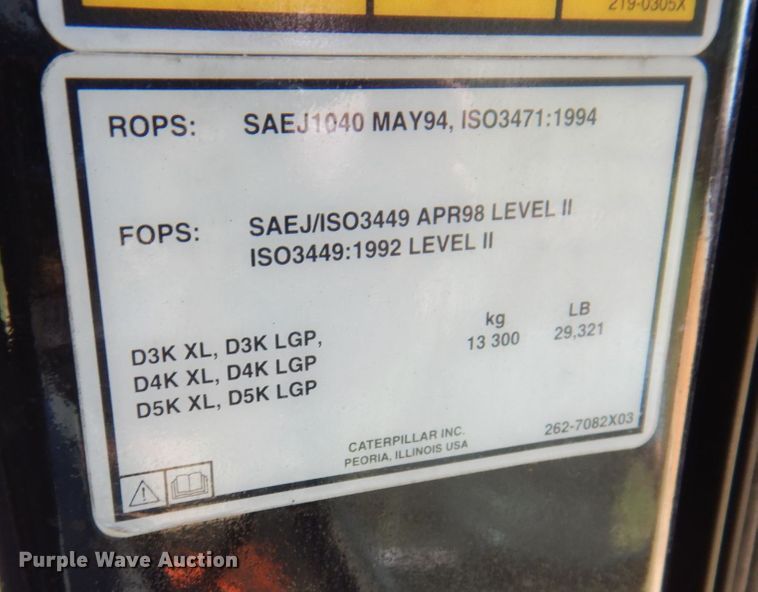 219-0305X
ROPS: SAEJ1040 MAY94, ISO3471:1994
FOPS: SAEJ/ISO3449 APR98 LEVEL II
ISO3449:1992 LEVEL II
kg LB
D3K XL, D3K LGP, 13 300 29,321
D4K XL, D4K LGP
D5K XL, D5K LGP
CATERPILLAR INC. 262-7082X03
PEORIA, ILLINOIS USA
Purple Wave Auction